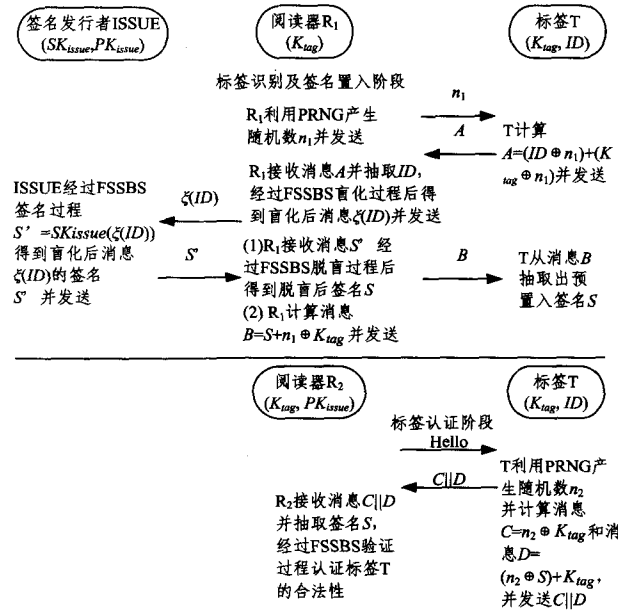 签名发行者ISSUE
(SKissue,PKissue)
阅读器R1
(Ktag)
标签T
(Ktag, ID)
标签识别及签名置入阶段
R1利用PRNG产
生随机数n1并发送
n1
A
T计算
A=(ID⊕n1)+(K
tag⊕n1)并发送
R1接收消息A并抽取ID,
经过FSSBS盲化过程后得
到盲化后消息ξ(ID)并发送
ξ(ID)
ISSUE经过FSSBS
签名过程
S'=SKissue(ξ(ID))
得到盲化后消息
ξ(ID)的签名
S' 并发送
S'
(1)R1接收消息S' 经
过FSSBS脱盲过程后
得到脱盲后签名S
(2) R1计算消息
B=S+n1⊕Ktag 并发送
B
T从消息B
抽取出预
置入签名S
阅读器R2
(Ktag, PKissue)
标签T
(Ktag, ID)
标签认证阶段
Hello
C||D
T利用PRNG产
生随机数n2
并计算消息
C=n2⊕Ktag和消
息D=
(n2⊕S)+Ktag,
并发送C||D
R2接收消息C||D
并抽取签名S,
经过FSSBS验证
过程认证标签T
的合法性